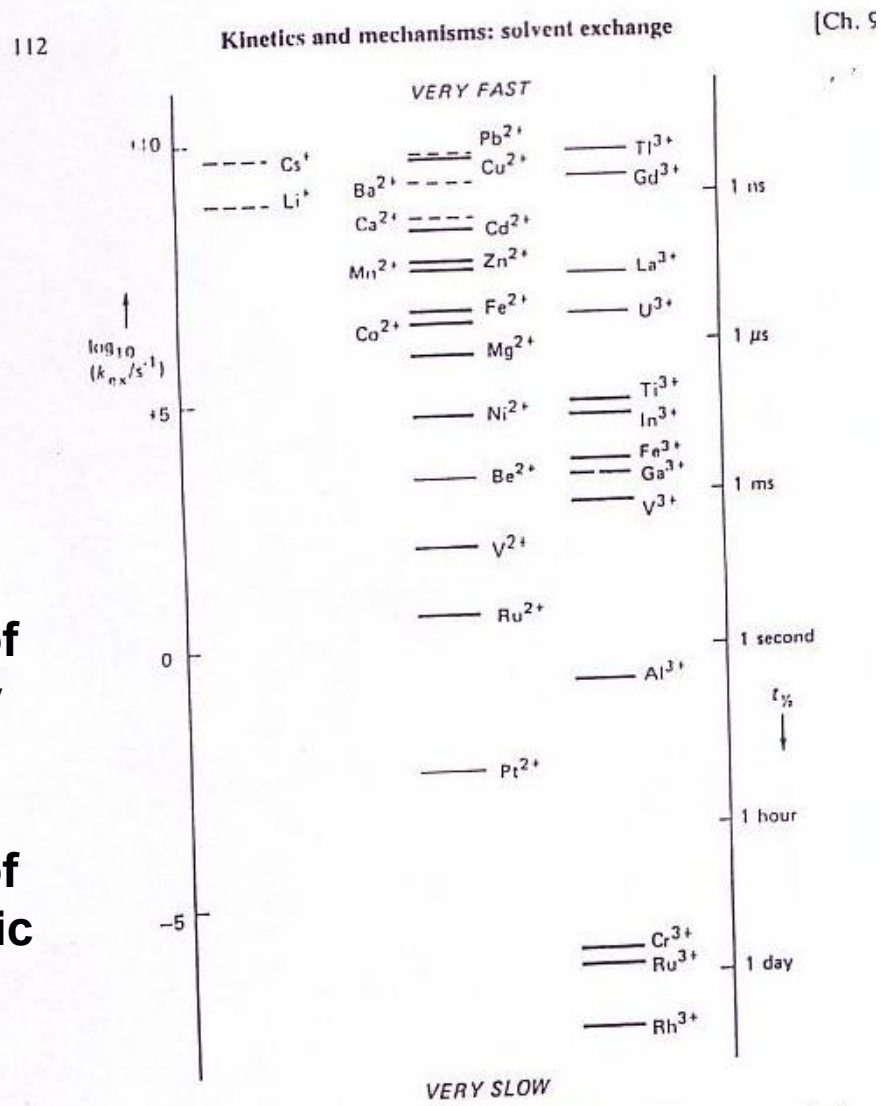 112
Kinetics and mechanisms: solvent exchange
[Ch. 9
VERY FAST
+10
Cs⁺
Li⁺
Pb²⁺
Cu²⁺
Ba²⁺
Ca²⁺
Cd²⁺
Zn²⁺
Mn²⁺
Fe²⁺
Co²⁺
Mg²⁺
Ni²⁺
Be²⁺
V²⁺
Ru²⁺
Pt²⁺
Tl³⁺
Gd³⁺
La³⁺
U³⁺
Ti³⁺
In³⁺
Fe³⁺
Ga³⁺
V³⁺
Al³⁺
Cr³⁺
Ru³⁺
Rh³⁺
1 ns
1 μs
1 ms
1 second
t½
1 hour
1 day
log₁₀
(kₑₓ/s⁻¹)
+5
0
−5
of
of
ic
VERY SLOW